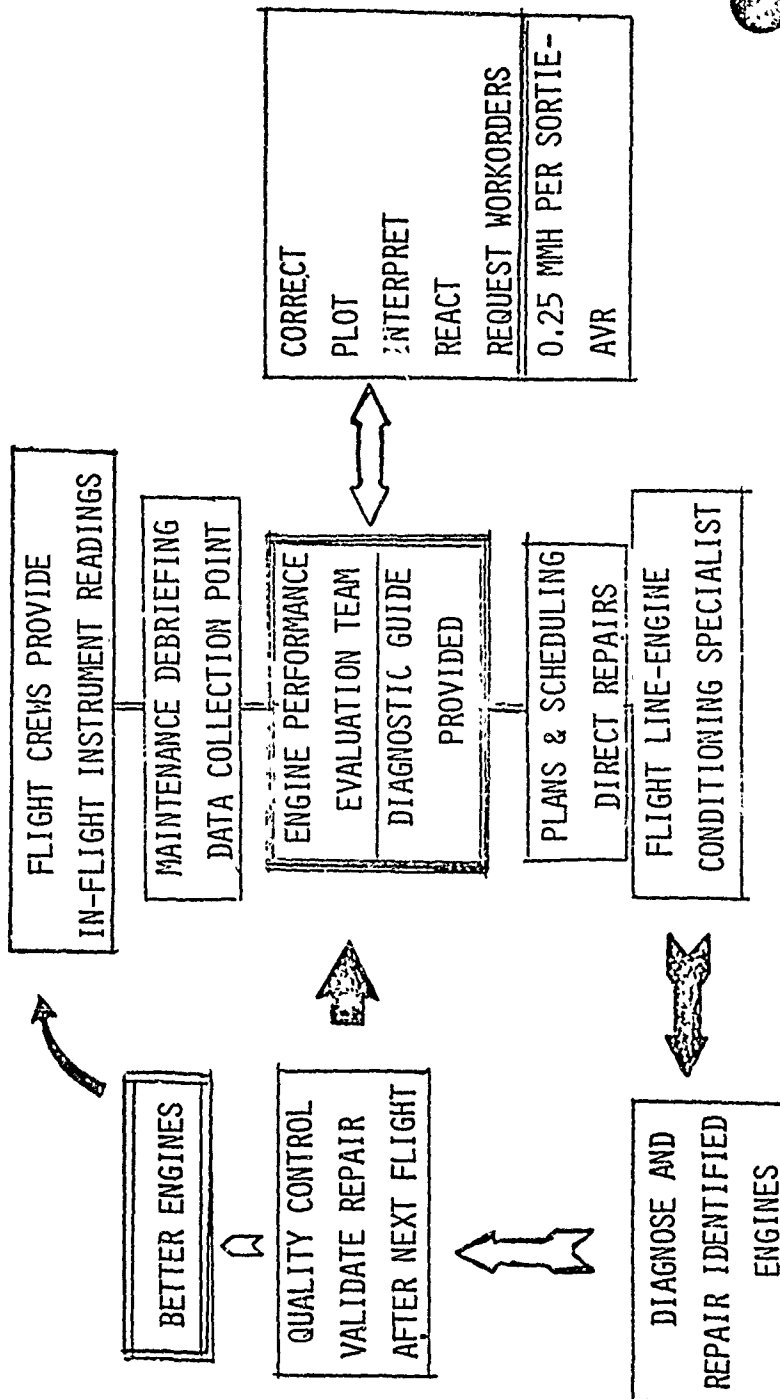 FLIGHT CREWS PROVIDE
IN-FLIGHT INSTRUMENT READINGS
MAINTENANCE DEBRIEFING
DATA COLLECTION POINT
ENGINE PERFORMANCE
EVALUATION TEAM
DIAGNOSTIC GUIDE
PROVIDED
PLANS & SCHEDULING
DIRECT REPAIRS
FLIGHT LINE-ENGINE
CONDITIONING SPECIALIST
CORRECT
PLOT
INTERPRET
REACT
REQUEST WORKORDERS
0.25 MMH PER SORTIE-
AVR
BETTER ENGINES
QUALITY CONTROL
VALIDATE REPAIR
AFTER NEXT FLIGHT
DIAGNOSE AND
REPAIR IDENTIFIED
ENGINES